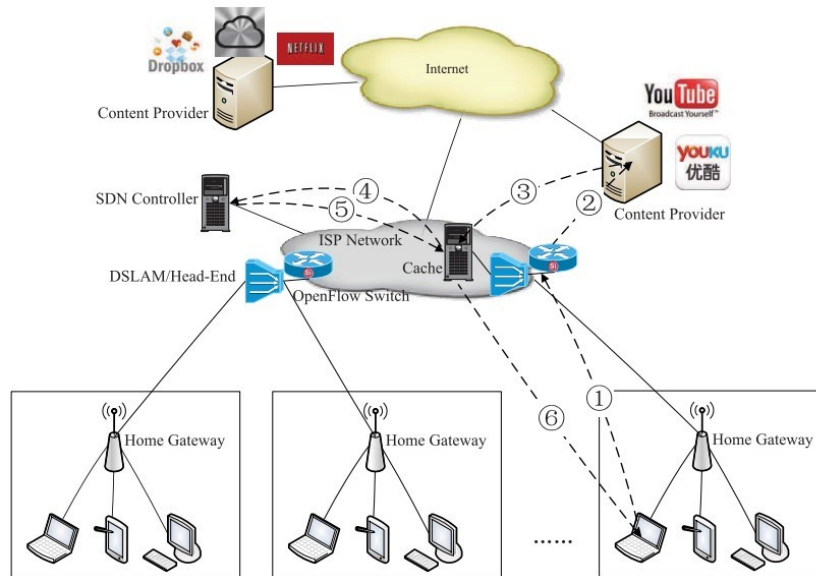 Dropbox
NETFLIX
Internet
Content Provider
YouTube
Broadcast Yourself™
YOUKU
优酷
Content Provider
SDN Controller
④
③
②
⑤
ISP Network
Cache
DSLAM/Head-End
OpenFlow Switch
①
⑥
Home Gateway
Home Gateway
Home Gateway
......